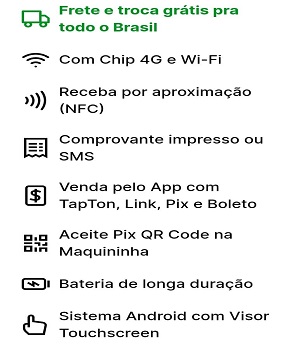 Frete e troca grátis pra
todo o Brasil
Com Chip 4G e Wi-Fi
Receba por aproximação
(NFC)
Comprovante impresso ou
SMS
Venda pelo App com
TapTon, Link, Pix e Boleto
Aceite Pix QR Code na
Maquininha
Bateria de longa duração
Sistema Android com Visor
Touchscreen